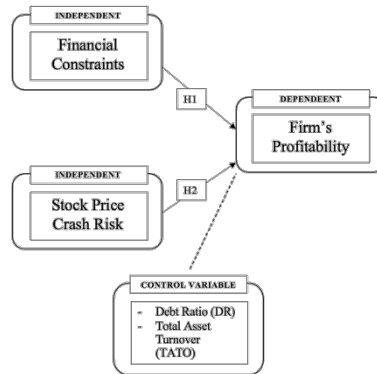 INDEPENDENT
Financial
Constraints
H1
DEPENDEENT
Firm's
Profitability
INDEPENDENT
Stock Price
Crash Risk
H2
CONTROL VARIABLE
- Debt Ratio (DR)
- Total Asset
Turnover
(TATO)